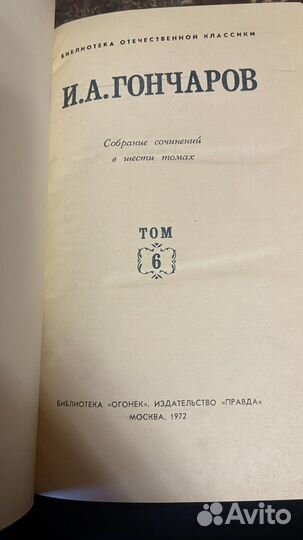 БИБЛИОТЕКА ОТЕЧЕСТВЕННОЙ КЛАССИКИ
И.А.ГОНЧАРОВ
Собрание сочинений
в шести томах
ТОМ
6
БИБЛИОТЕКА «ОГОНЕК». ИЗДАТЕЛЬСТВО «ПРАВДА»
МОСКВА. 1972
Avito